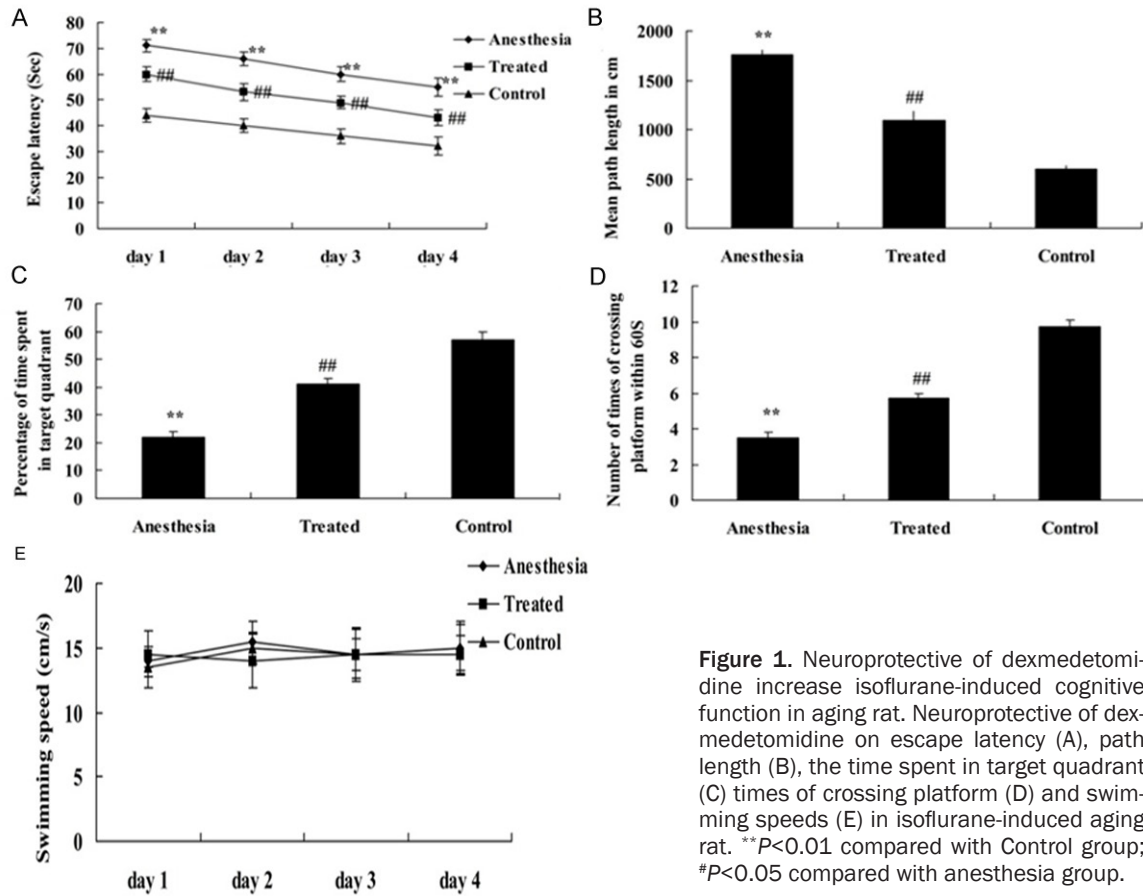 A
Escape latency (Sec)
80
70
60
50
40
30
20
10
0
**
**
**
**
##
##
##
##
Anesthesia
Treated
Control
day 1
day 2
day 3
day 4
B
Mean path length in cm
2000
1500
1000
500
0
**
##
Anesthesia
Treated
Control
C
Percentage of time spent
in target quadrant
70
60
50
40
30
20
10
0
**
##
Anesthesia
Treated
Control
D
Number of times of crossing
platform within 60S
12
10
8
6
4
2
0
**
##
Anesthesia
Treated
Control
E
Swimming speed (cm/s)
20
15
10
5
0
Anesthesia
Treated
Control
day 1
day 2
day 3
day 4
Figure 1. Neuroprotective of dexmedetomi-
dine increase isoflurane-induced cognitive
function in aging rat. Neuroprotective of dex-
medetomidine on escape latency (A), path
length (B), the time spent in target quadrant
(C) times of crossing platform (D) and swim-
ming speeds (E) in isoflurane-induced aging
rat. **P<0.01 compared with Control group;
#P<0.05 compared with anesthesia group.